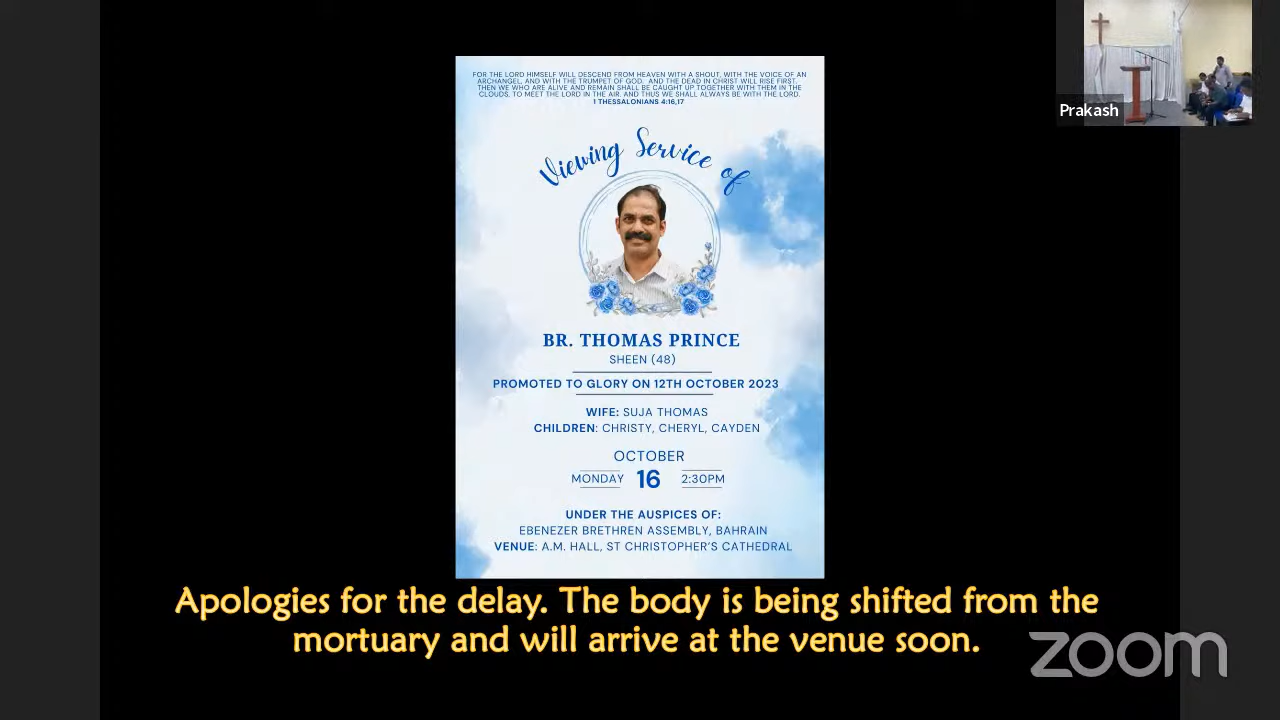 FOR THE LORD HIMSELF WILL DESCEND FROM HEAVEN WITH A SHOUT, WITH THE VOICE OF AN
ARCHANGEL, AND WITH THE TRUMPET OF GOD. AND THE DEAD IN CHRIST WILL RISE FIRST.
THEN WE WHO ARE ALIVE AND REMAIN SHALL BE CAUGHT UP TOGETHER WITH THEM IN THE
CLOUDS, TO MEET THE LORD IN THE AIR. AND THUS WE SHALL ALWAYS BE WITH THE LORD.
1 THESSALONIANS 4:16,17
Prakash
Viewing Service of
BR. THOMAS PRINCE
SHEEN (48)
PROMOTED TO GLORY ON 12TH OCTOBER 2023
WIFE: SUJA THOMAS
CHILDREN: CHRISTY, CHERYL, CAYDEN
OCTOBER
MONDAY 16 2:30PM
UNDER THE AUSPICES OF:
EBENEZER BRETHREN ASSEMBLY, BAHRAIN
VENUE: A.M. HALL, ST CHRISTOPHER'S CATHEDRAL
Apologies for the delay. The body is being shifted from the
mortuary and will arrive at the venue soon.
zoom